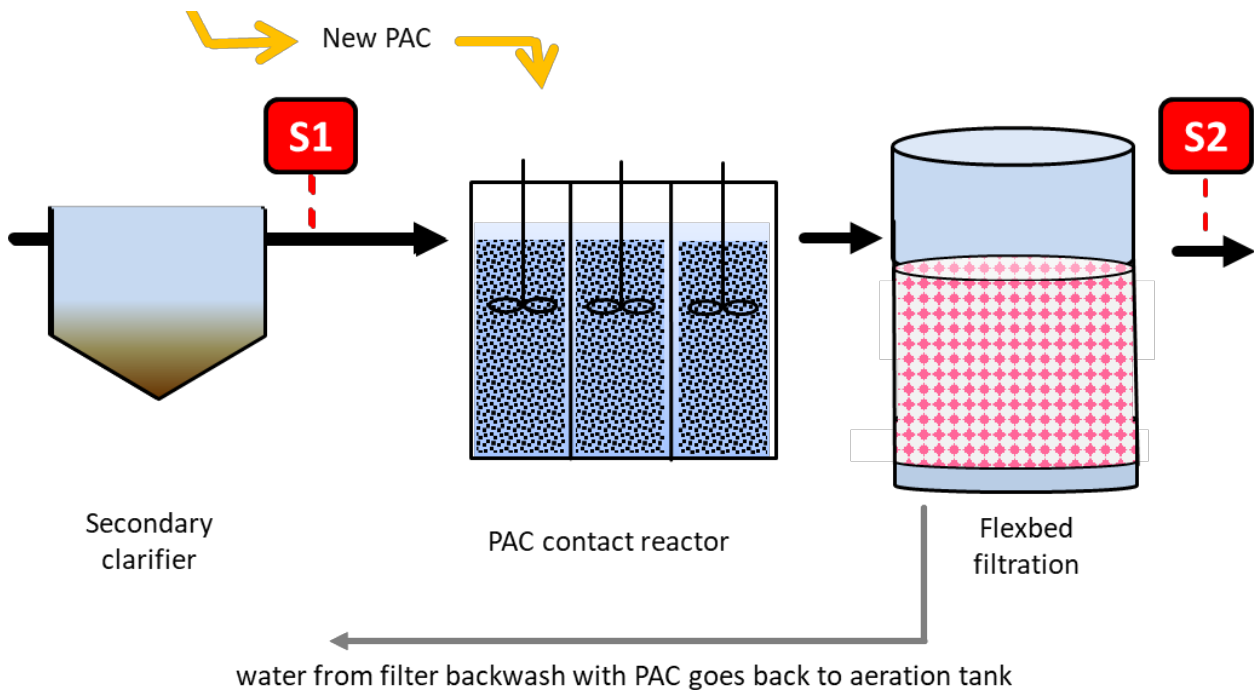 New PAC
S1
S2
Secondary
clarifier
PAC contact reactor
Flexbed
filtration
water from filter backwash with PAC goes back to aeration tank